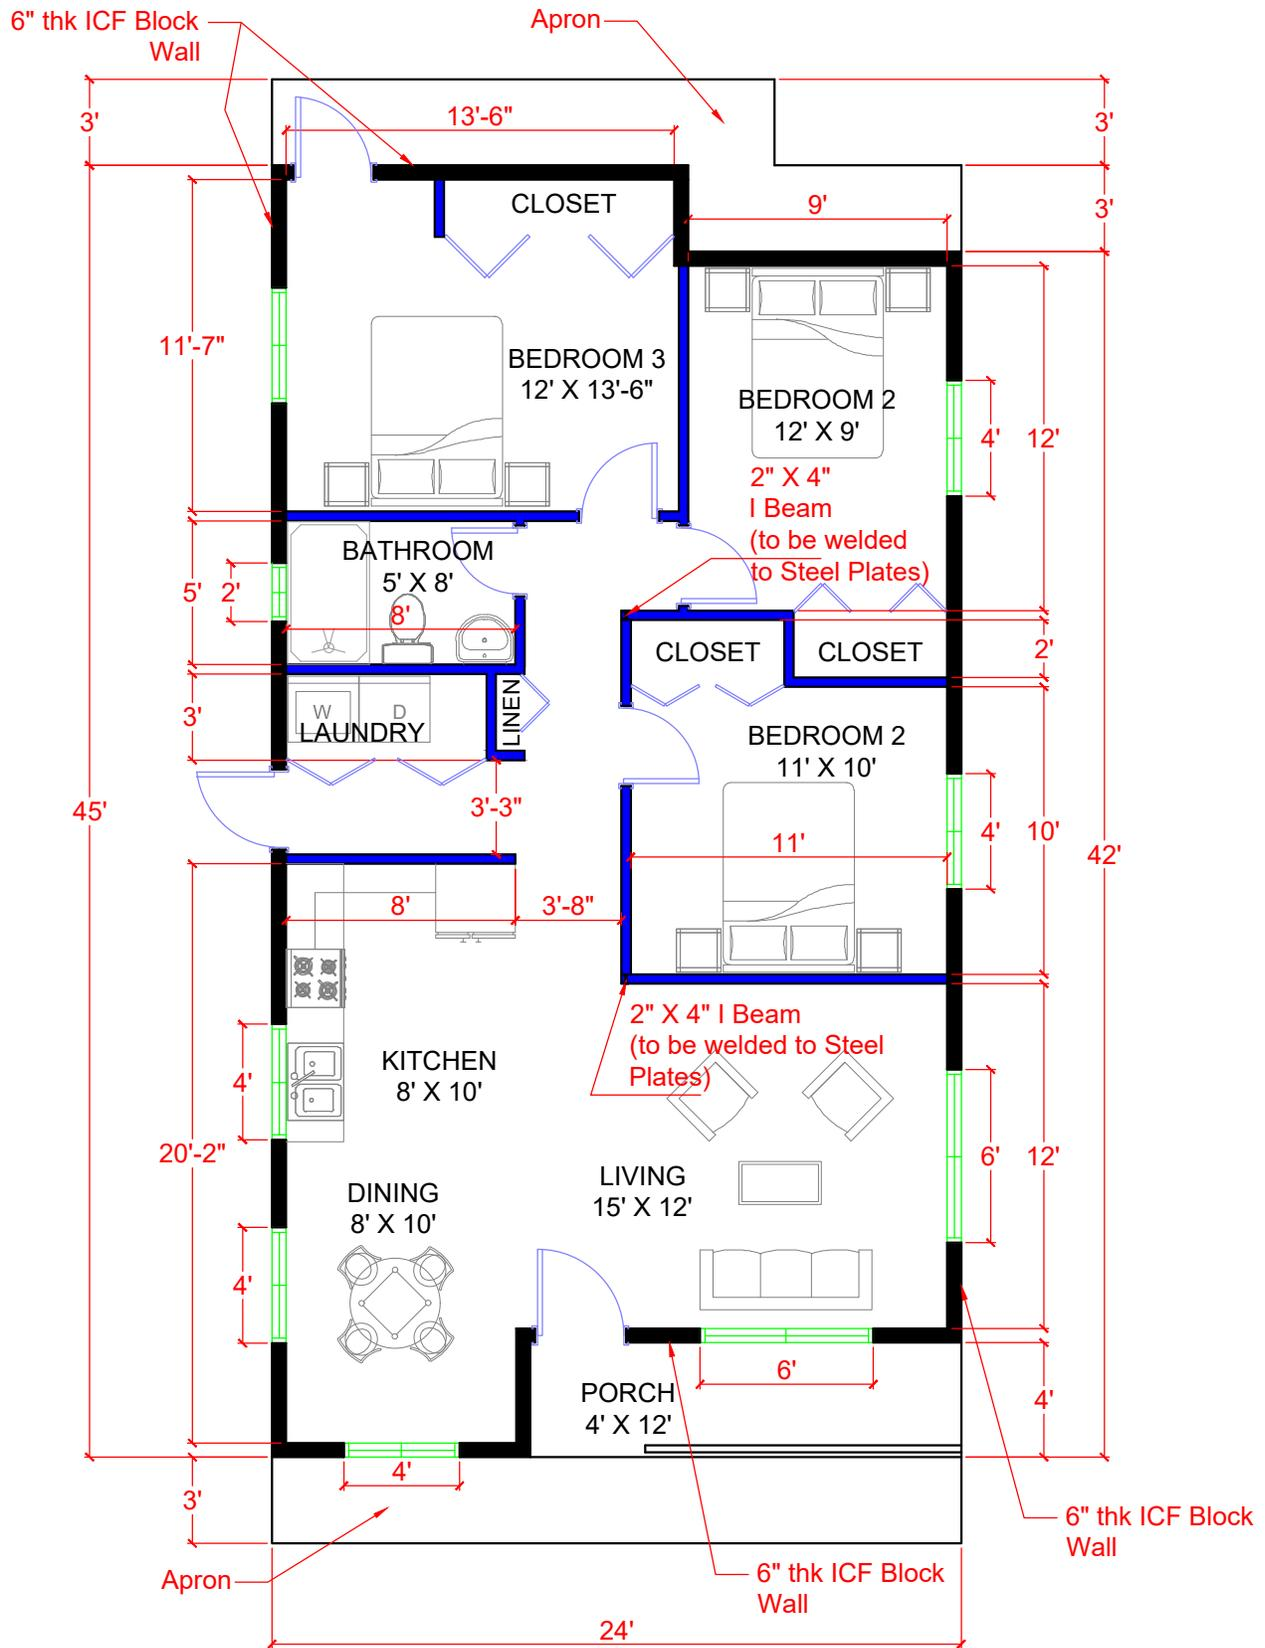 6" thk ICF Block
Wall
Apron
3'
13'-6"
3'
CLOSET
9'
3'
11'-7"
BEDROOM 3
12' X 13'-6"
BEDROOM 2
12' X 9'
4'
12'
2" X 4"
I Beam
(to be welded
to Steel Plates)
BATHROOM
5' X 8'
5'
2'
8'
CLOSET
CLOSET
2'
3'
W
D
LAUNDRY
LINEN
BEDROOM 2
11' X 10'
45'
3'-3"
11'
4'
10'
42'
8'
3'-8"
2" X 4" I Beam
(to be welded to Steel
Plates)
KITCHEN
8' X 10'
4'
20'-2"
6'
12'
LIVING
15' X 12'
DINING
8' X 10'
4'
6'
PORCH
4' X 12'
4'
4'
3'
6" thk ICF Block
Wall
Apron
6" thk ICF Block
Wall
24'